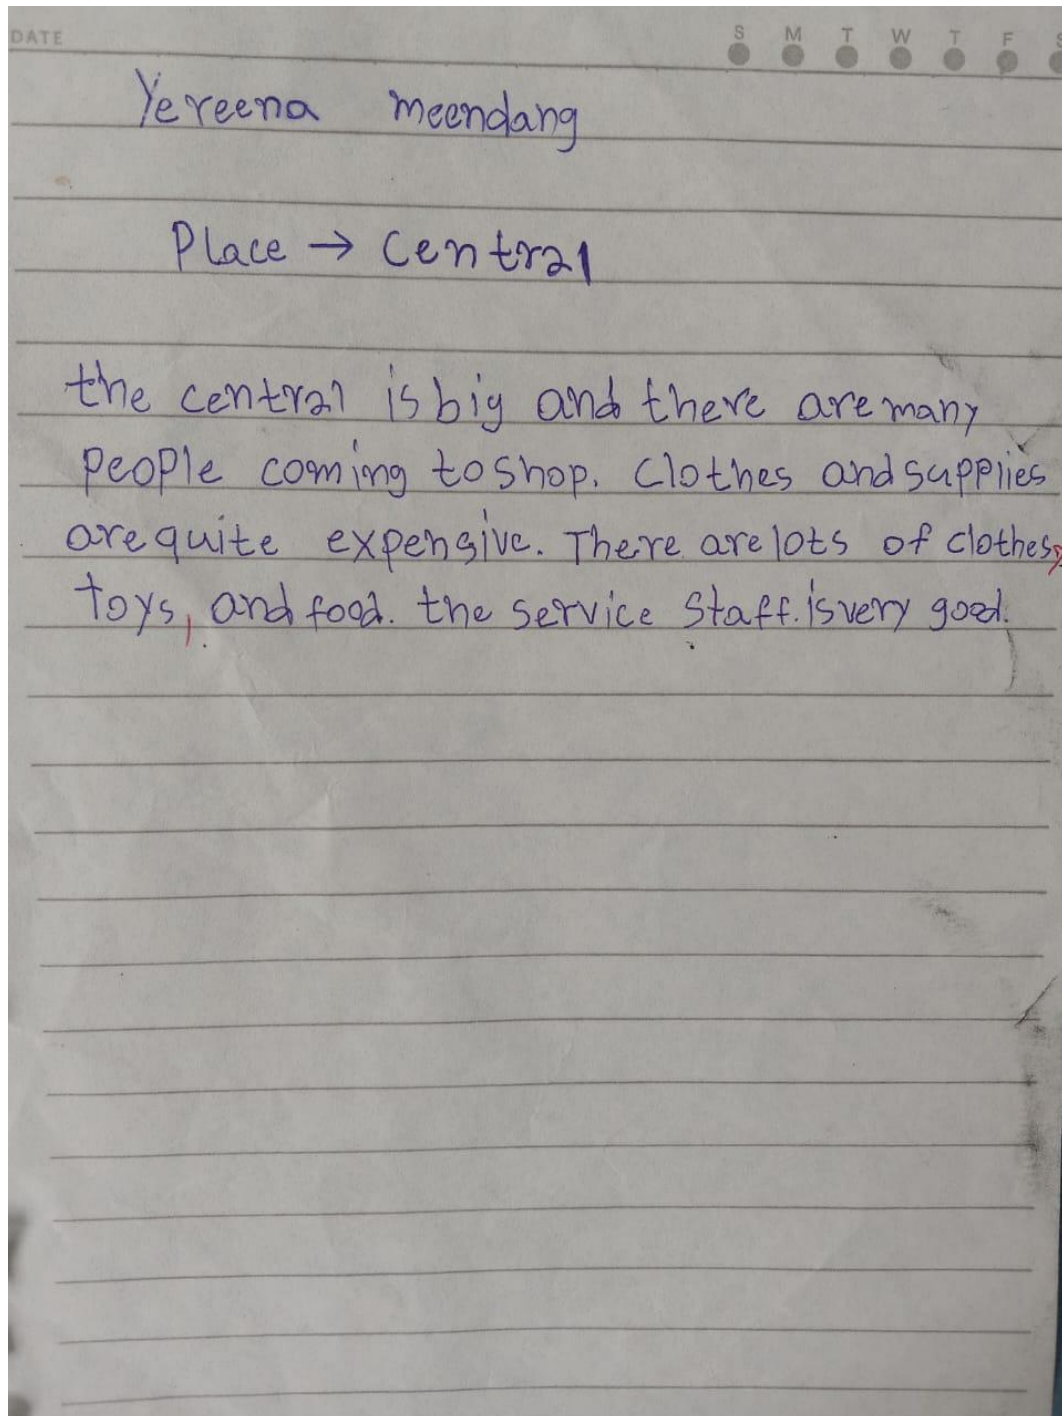 DATE S M T W T F S
Yereena meendang
Place → Central
the central is big and there are many
people coming to shop. Clothes and supplies
are quite expensive. There are lots of clothes,
toys, and food. the service Staff. is very good.